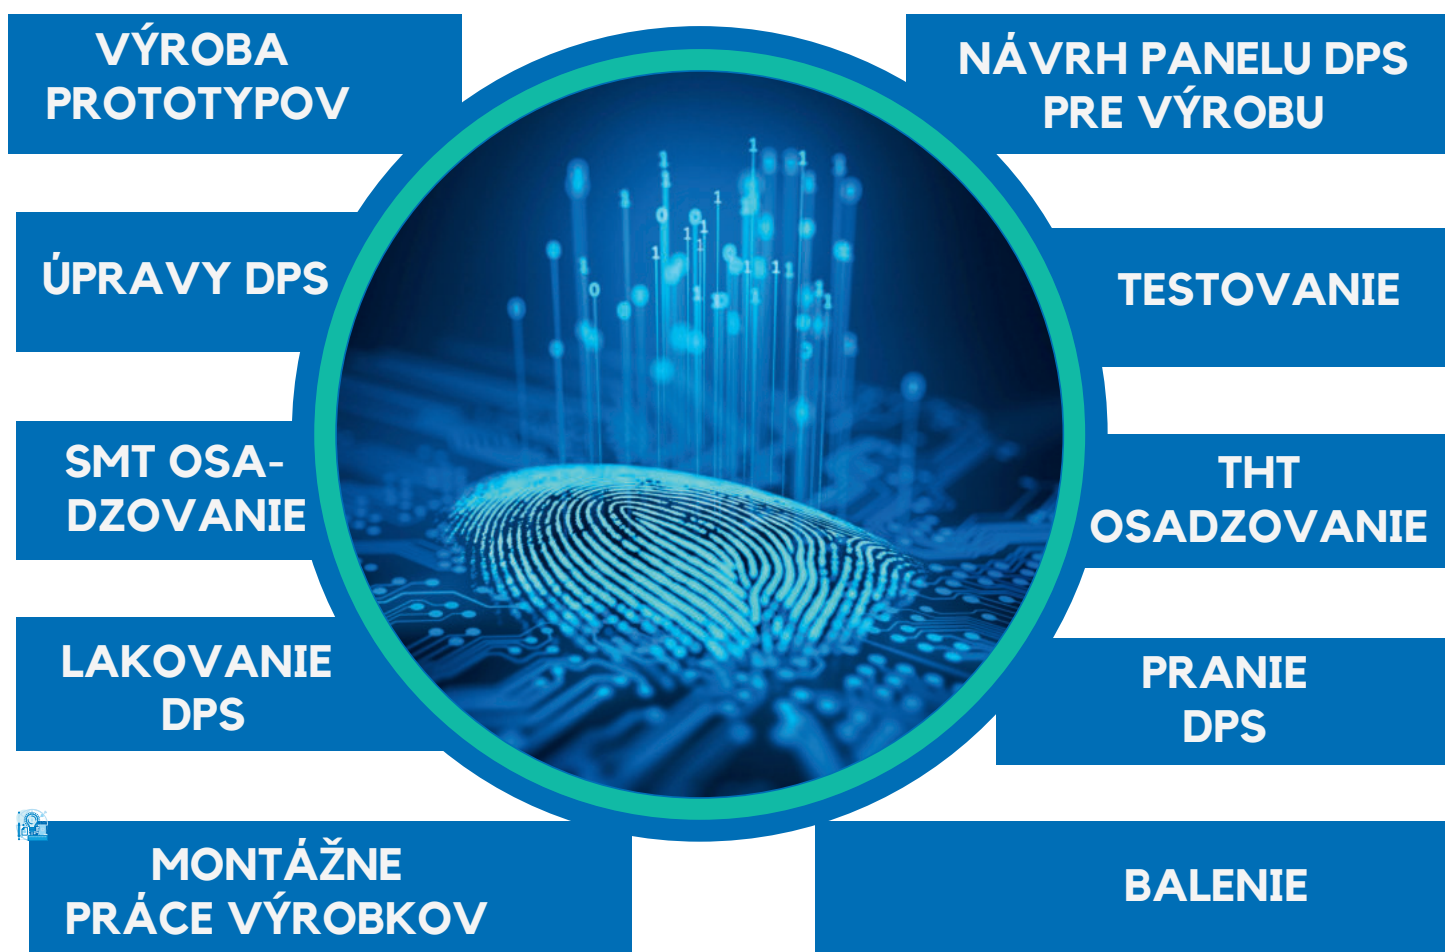 VÝROBA
PROTOTYPOV
NÁVRH PANELU DPS
PRE VÝROBU
ÚPRAVY DPS
TESTOVANIE
SMT OSA-
DZOVANIE
THT
OSADZOVANIE
LAKOVANIE
DPS
PRANIE
DPS
MONTÁŽNE
PRÁCE VÝROBKOV
BALENIE